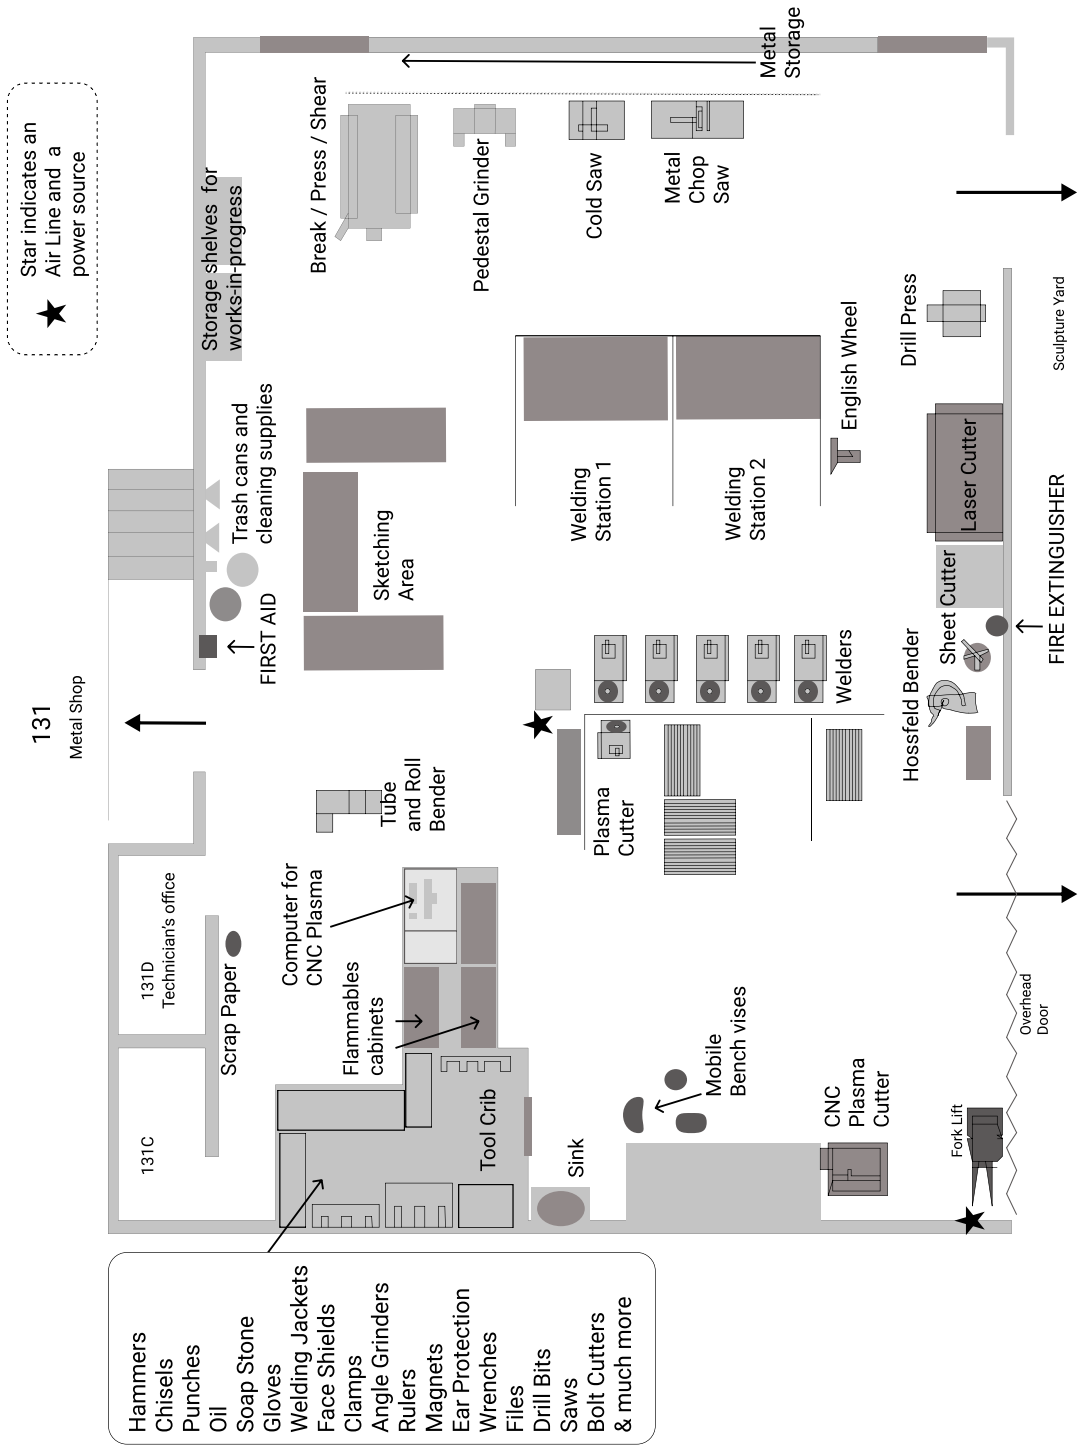 131
Metal Shop
Star indicates an
Air Line and a
power source
131C
131D
Technician's office
Scrap Paper
FIRST AID
Trash cans and
cleaning supplies
Storage shelves for
works-in-progress
Hammers
Chisels
Punches
Oil
Soap Stone
Gloves
Welding Jackets
Face Shields
Clamps
Angle Grinders
Rulers
Magnets
Ear Protection
Wrenches
Files
Drill Bits
Saws
Bolt Cutters
& much more
Computer for
CNC Plasma
Flammables
cabinets
Tube
and Roll
Bender
Sketching
Area
Break / Press / Shear
Tool Crib
Pedestal Grinder
Sink
Plasma
Cutter
Welding
Station 1
Cold Saw
Metal
Chop
Saw
Metal
Storage
Mobile
Bench vises
Welding
Station 2
Welders
English Wheel
CNC
Plasma
Cutter
Hossfeld Bender
Sheet Cutter
Laser Cutter
Drill Press
Fork Lift
Overhead
Door
FIRE EXTINGUISHER
Sculpture Yard